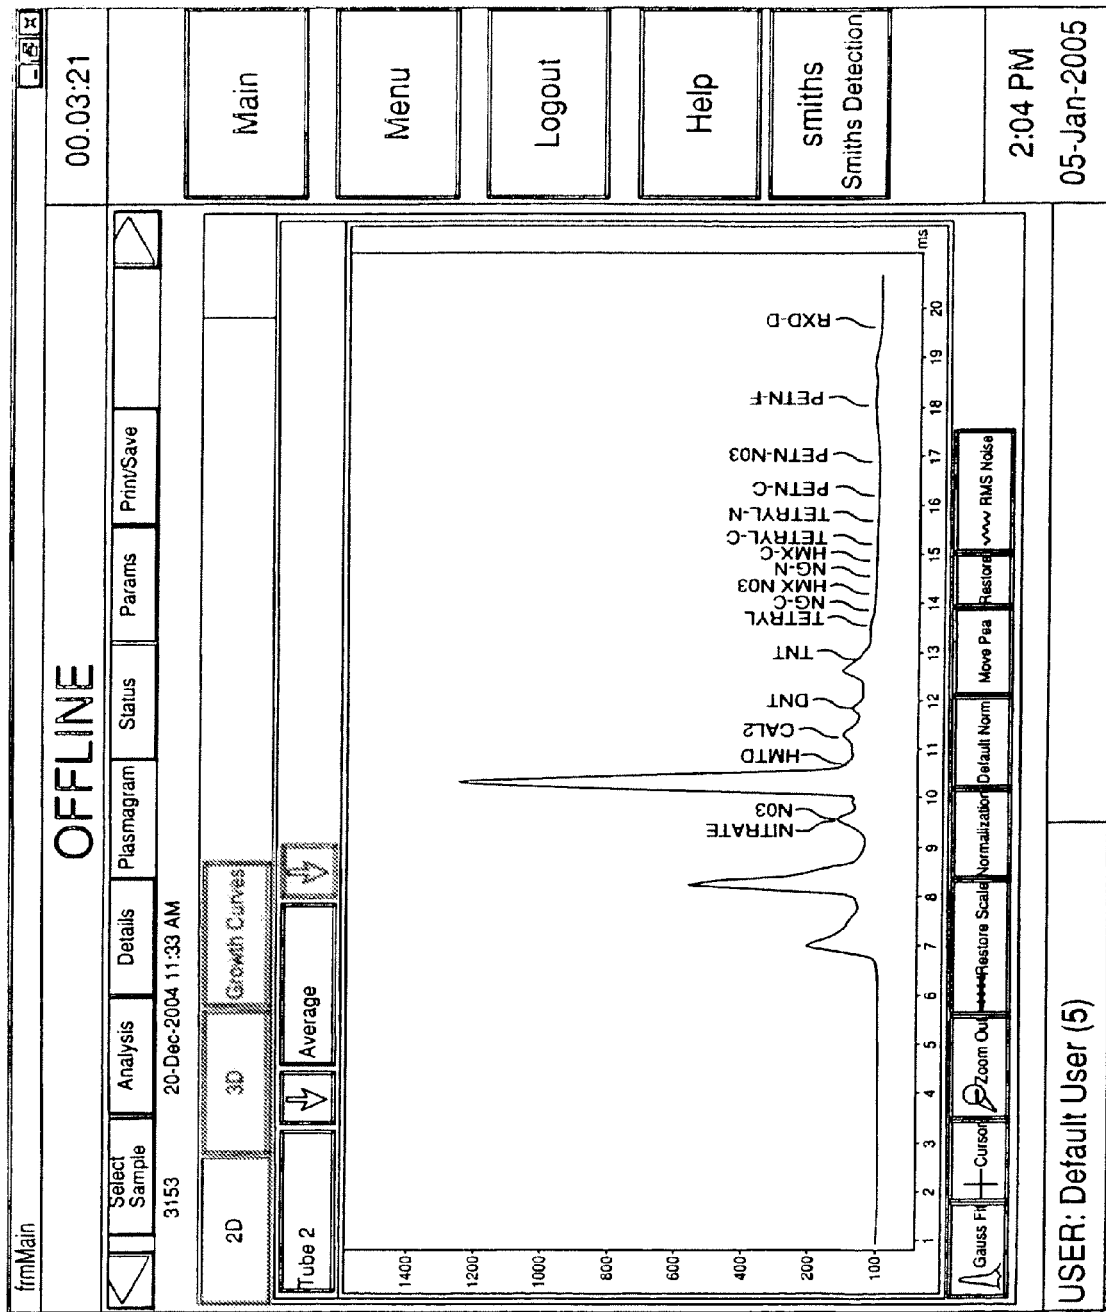 frmMain
OFFLINE
00.03:21
Select Sample
Analysis
Details
Plasmagram
Status
Params
Print/Save
3153
20-Dec-2004 11:33 AM
2D
3D
Growth Curves
Tube 2
Average
1400
1200
1000
800
600
400
200
100
NITRATE
N03
HMTD
CAL2
DNT
TNT
TETRYL
NG-C
HMX N03
NG-N
HMX-C
TETRYL-C
TETRYL-N
PETN-C
PETN-N03
PETN-F
RXD-D
1 2 3 4 5 6 7 8 9 10 11 12 13 14 15 16 17 18 19 20
ms
Gauss Fit
Cursor
Zoom Out
Restore Scale
Normalization
Default Norm
Move Pea
Restore
RMS Noise
Main
Menu
Logout
Help
smiths
Smiths Detection
USER: Default User (5)
2:04 PM
05-Jan-2005